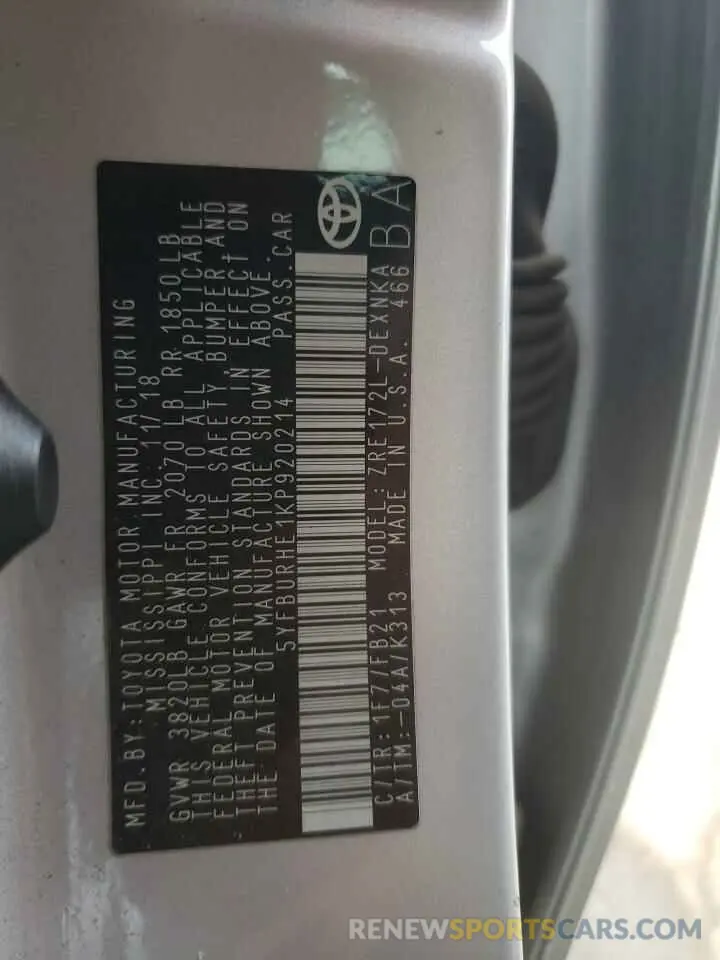 MFD.BY:TOYOTA MOTOR MANUFACTURING
MISSISSIPPI INC. 11/18
GVWR 3820LB GAWR FR 2070 LB RR 1850LB
THIS VEHICLE CONFORMS TO ALL APPLICABLE
FEDERAL MOTOR VEHICLE SAFETY,BUMPER,AND
THEFT PREVENTION STANDARDS IN EFFECT ON
THE DATE OF MANUFACTURE SHOWN ABOVE.
5YFBURHE1KP920214 PASS.CAR
C/TR:1F7/FB21 MODEL:ZRE172L-DEXNKA
A/TM:-04A/K313 MADE IN U.S.A. 466
BA
RENEWSPORTSCARS.COM